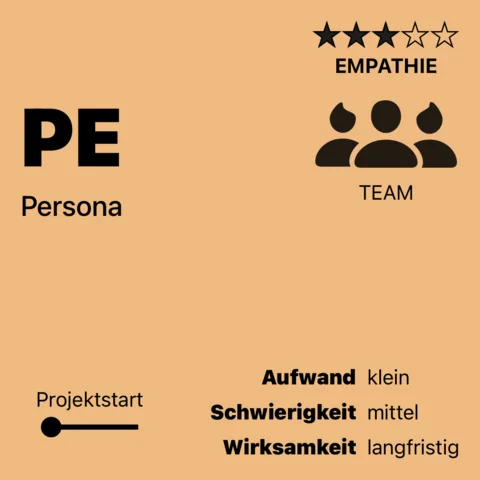 ★★★☆☆
EMPATHIE
PE
Persona
TEAM
Projektstart
Aufwand klein
Schwierigkeit mittel
Wirksamkeit langfristig